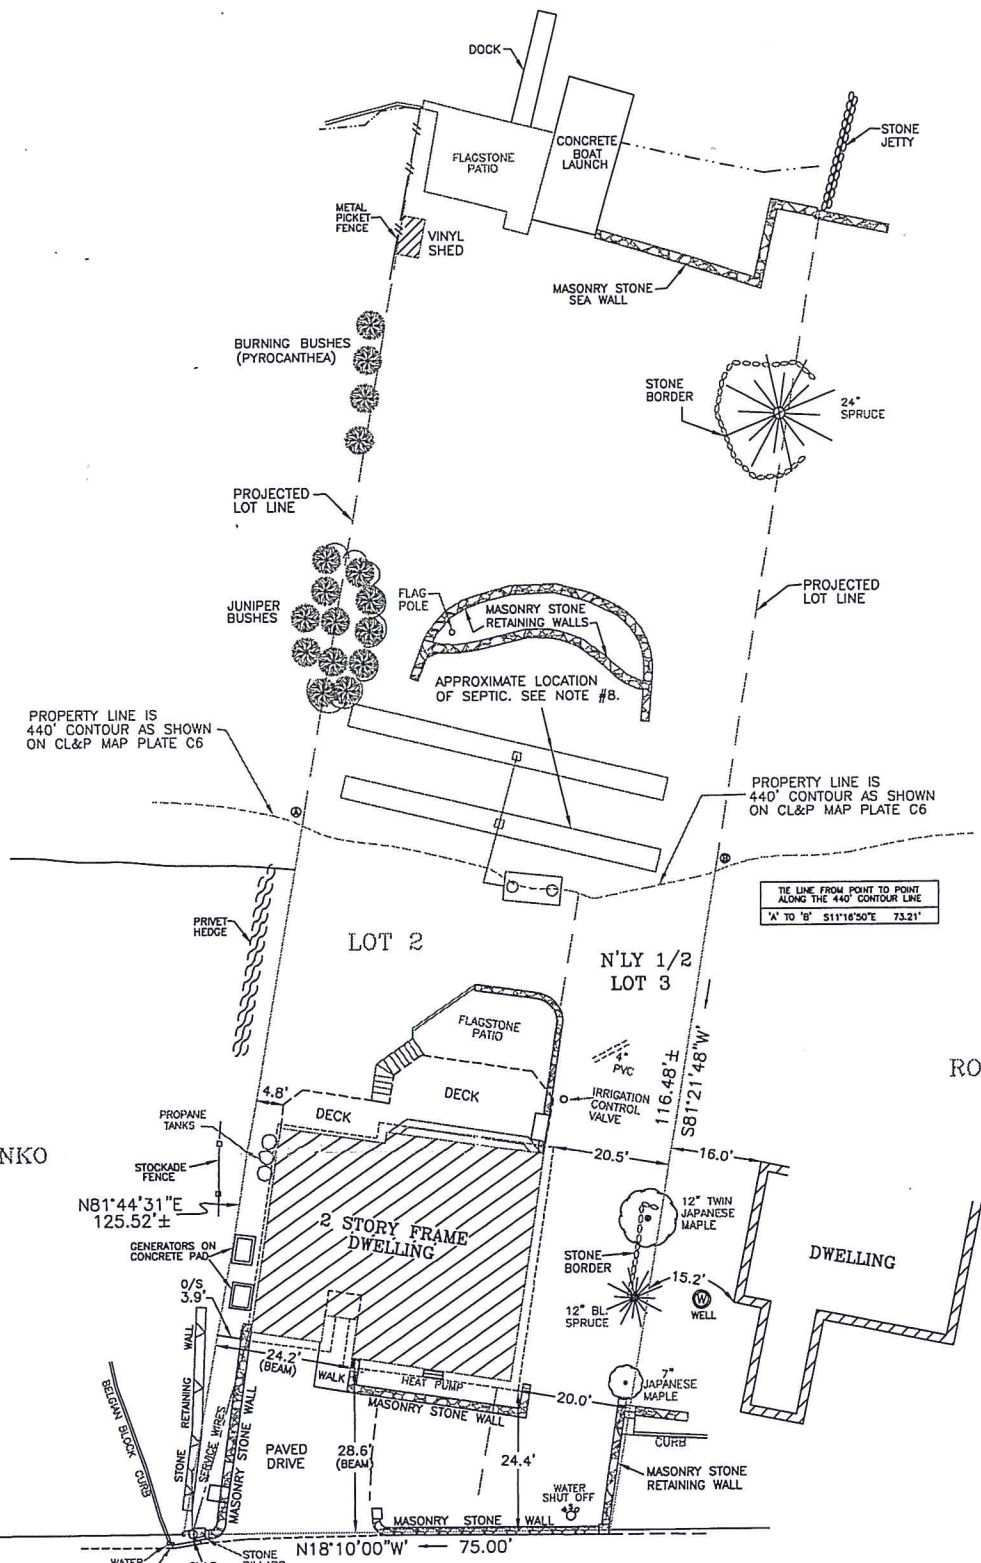 DOCK
STONE
JETTY
CONCRETE
BOAT
LAUNCH
FLAGSTONE
PATIO
METAL
PICKET
FENCE
VINYL
SHED
MASONRY STONE
SEA WALL
BURNING BUSHES
(PYROCANTHEA)
STONE
BORDER
24"
SPRUCE
PROJECTED
LOT LINE
JUNIPER
BUSHES
FLAG
POLE
MASONRY STONE
RETAINING WALLS
PROJECTED
LOT LINE
APPROXIMATE LOCATION
OF SEPTIC. SEE NOTE #8.
PROPERTY LINE IS
440' CONTOUR AS SHOWN
ON CL&P MAP PLATE C6
PROPERTY LINE IS
440' CONTOUR AS SHOWN
ON CL&P MAP PLATE C6
A
B
TIE LINE FROM POINT TO POINT
ALONG THE 440' CONTOUR LINE
'A' TO 'B' S11°16'50"E 73.21'
PRIVET
HEDGE
LOT 2
N'LY 1/2
LOT 3
FLAGSTONE
PATIO
4"
PVC
116.48'±
S81°21'48"W
RO
4.8'
DECK
DECK
IRRIGATION
CONTROL
VALVE
PROPANE
TANKS
NKO
STOCKADE
FENCE
20.5'
16.0'
N81°44'31"E
125.52'±
12" TWIN
JAPANESE
MAPLE
2 STORY FRAME
DWELLING
GENERATORS ON
CONCRETE PAD
STONE
BORDER
DWELLING
O/S
3.9'
15.2'
12" BL.
SPRUCE
W
WELL
24.2'
(BEAM)
WALK
HEAT PUMP
7"
JAPANESE
MAPLE
20.0'
MASONRY STONE WALL
BELGIAN BLOCK CURB
STONE RETAINING WALL
SERVICE WIRES
MASONRY STONE WALL
PAVED
DRIVE
28.6'
(BEAM)
24.4'
CURB
MASONRY STONE
RETAINING WALL
WATER
SHUT OFF
MASONRY STONE WALL
N18°10'00"W 75.00'
WATER
STONE